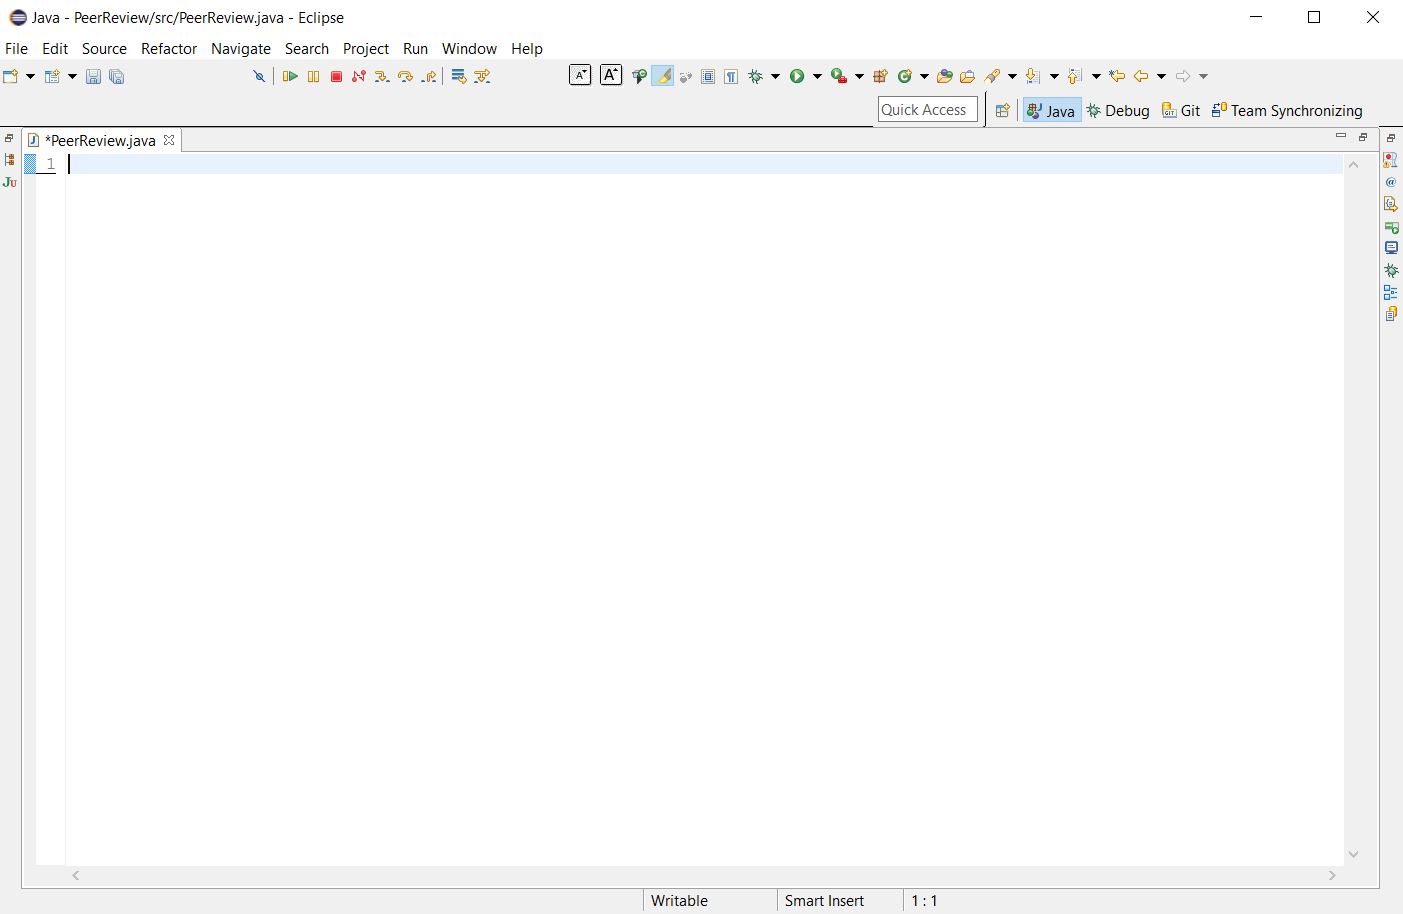 Java - PeerReview/src/PeerReview.java - Eclipse
File Edit Source Refactor Navigate Search Project Run Window Help
Quick Access Java Debug Git Team Synchronizing
*PeerReview.java
1
Writable Smart Insert 1 : 1